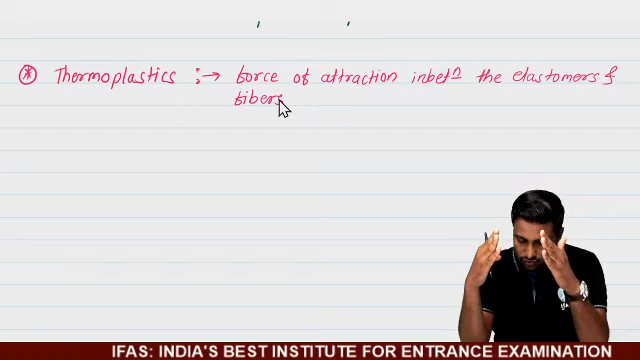 * Thermoplastics :→ force of attraction inbetn the elastomers &
fibers
IFAS: INDIA'S BEST INSTITUTE FOR ENTRANCE EXAMINATION